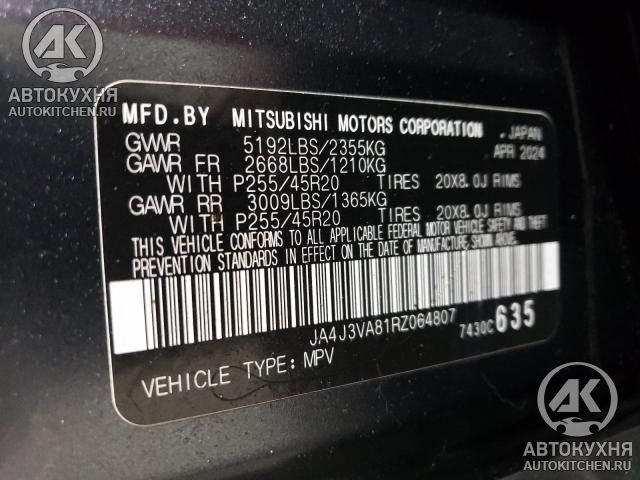 АК
АВТОКУХНЯ
AUTOKITCHEN.RU
MFD.BY MITSUBISHI MOTORS CORPORATION JAPAN
GVWR 5192LBS/2355KG APR 2024
GAWR FR 2668LBS/1210KG
WITH P255/45R20 TIRES 20X8.0J RIMS
GAWR RR 3009LBS/1365KG
WITH P255/45R20 TIRES 20X8.0J RIMS
THIS VEHICLE CONFORMS TO ALL APPLICABLE FEDERAL MOTOR VEHICLE SAFETY AND THEFT
PREVENTION STANDARDS IN EFFECT ON THE DATE OF MANUFACTURE SHOWN ABOVE.
JA4J3VA81RZ064807 7430C 635
VEHICLE TYPE: MPV
АК
АВТОКУХНЯ
AUTOKITCHEN.RU